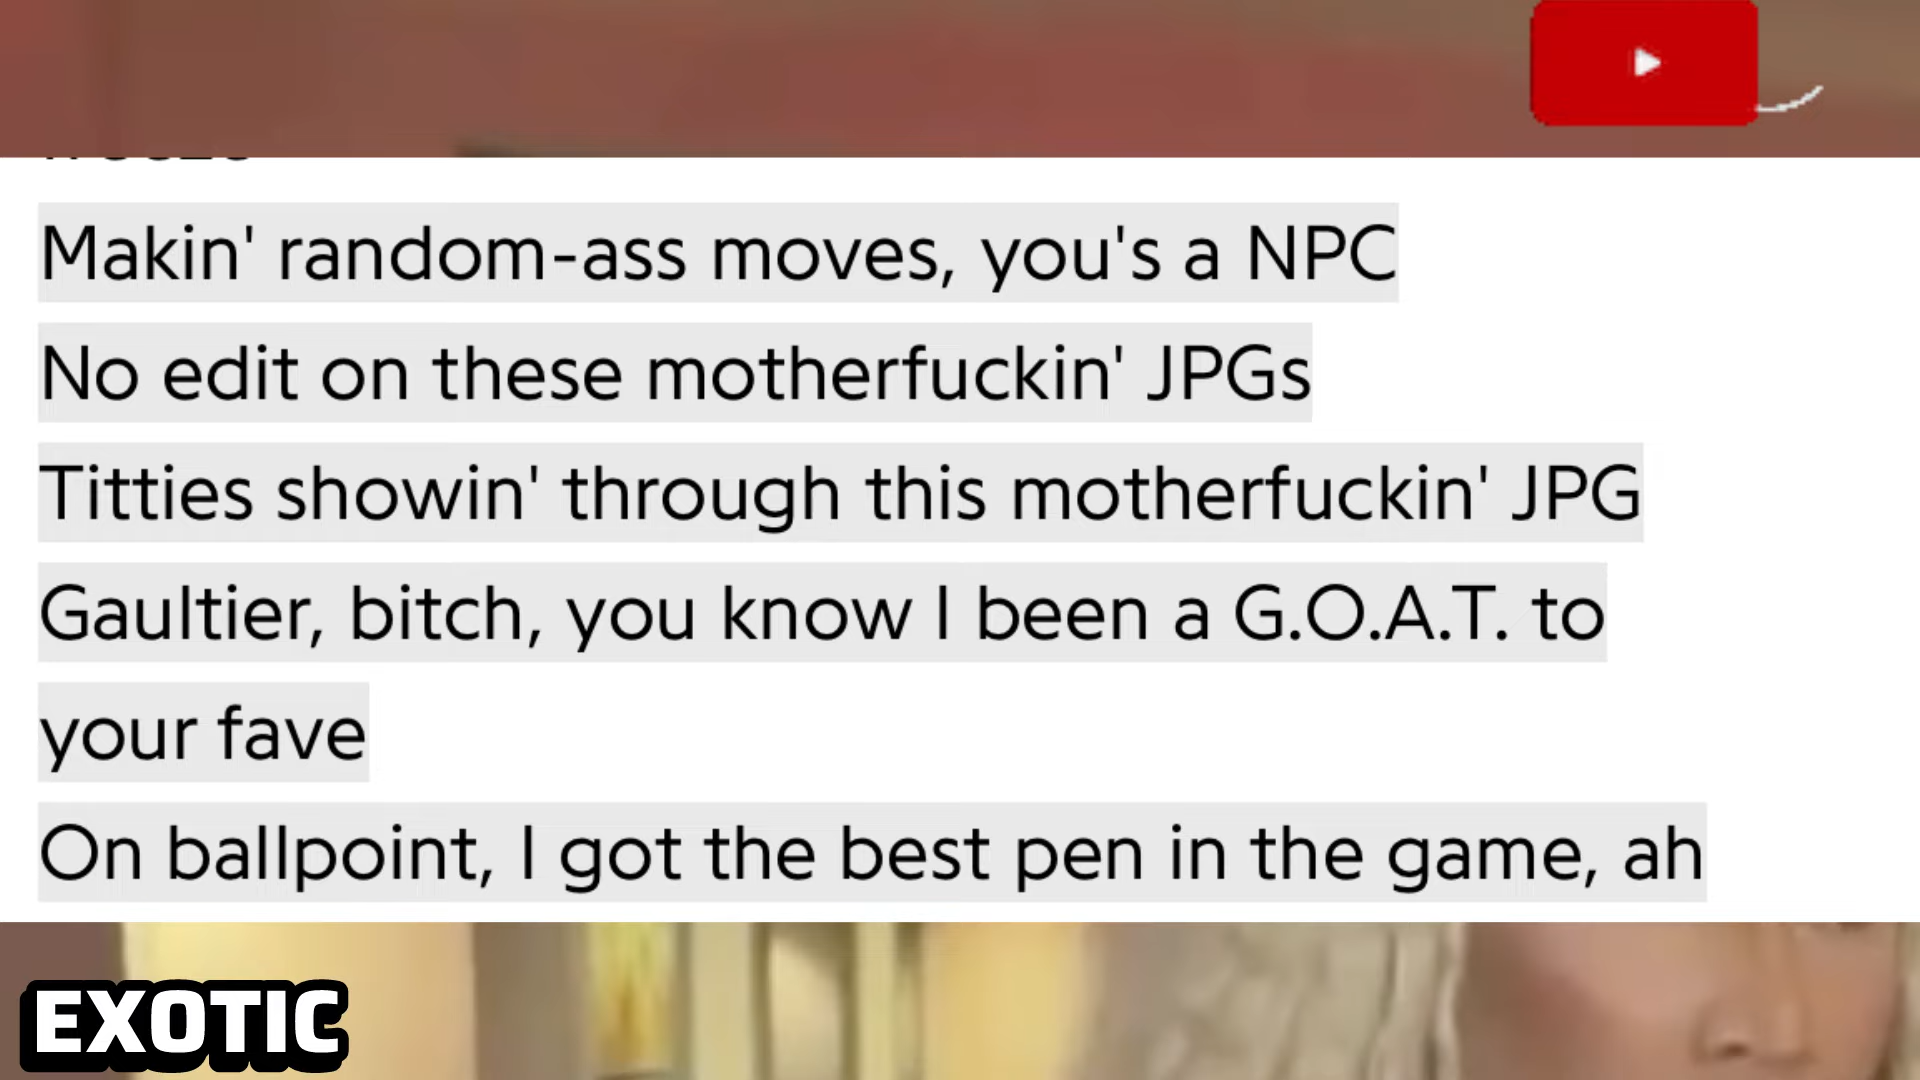 Makin' random-ass moves, you's a NPC
No edit on these motherfuckin' JPGs
Titties showin' through this motherfuckin' JPG
Gaultier, bitch, you know I been a G.O.A.T. to
your fave
On ballpoint, I got the best pen in the game, ah
EXOTIC